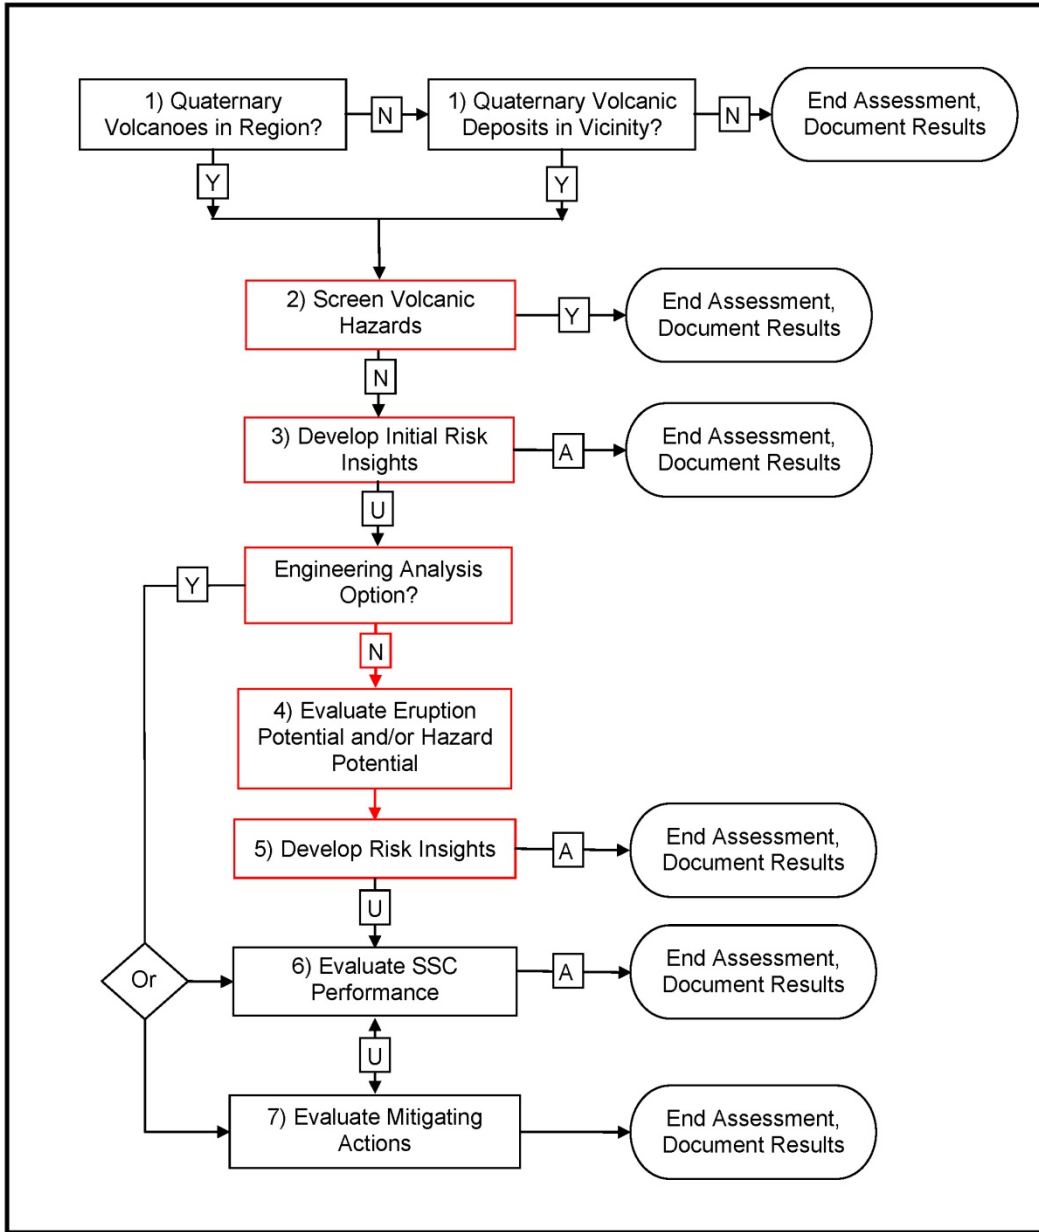 1) Quaternary
Volcanoes in Region?
N
1) Quaternary Volcanic
Deposits in Vicinity?
N
End Assessment,
Document Results
Y
Y
2) Screen Volcanic
Hazards
Y
End Assessment,
Document Results
N
3) Develop Initial Risk
Insights
A
End Assessment,
Document Results
U
Engineering Analysis
Option?
Y
N
4) Evaluate Eruption
Potential and/or Hazard
Potential
5) Develop Risk Insights
A
End Assessment,
Document Results
U
Or
6) Evaluate SSC
Performance
A
End Assessment,
Document Results
U
7) Evaluate Mitigating
Actions
End Assessment,
Document Results